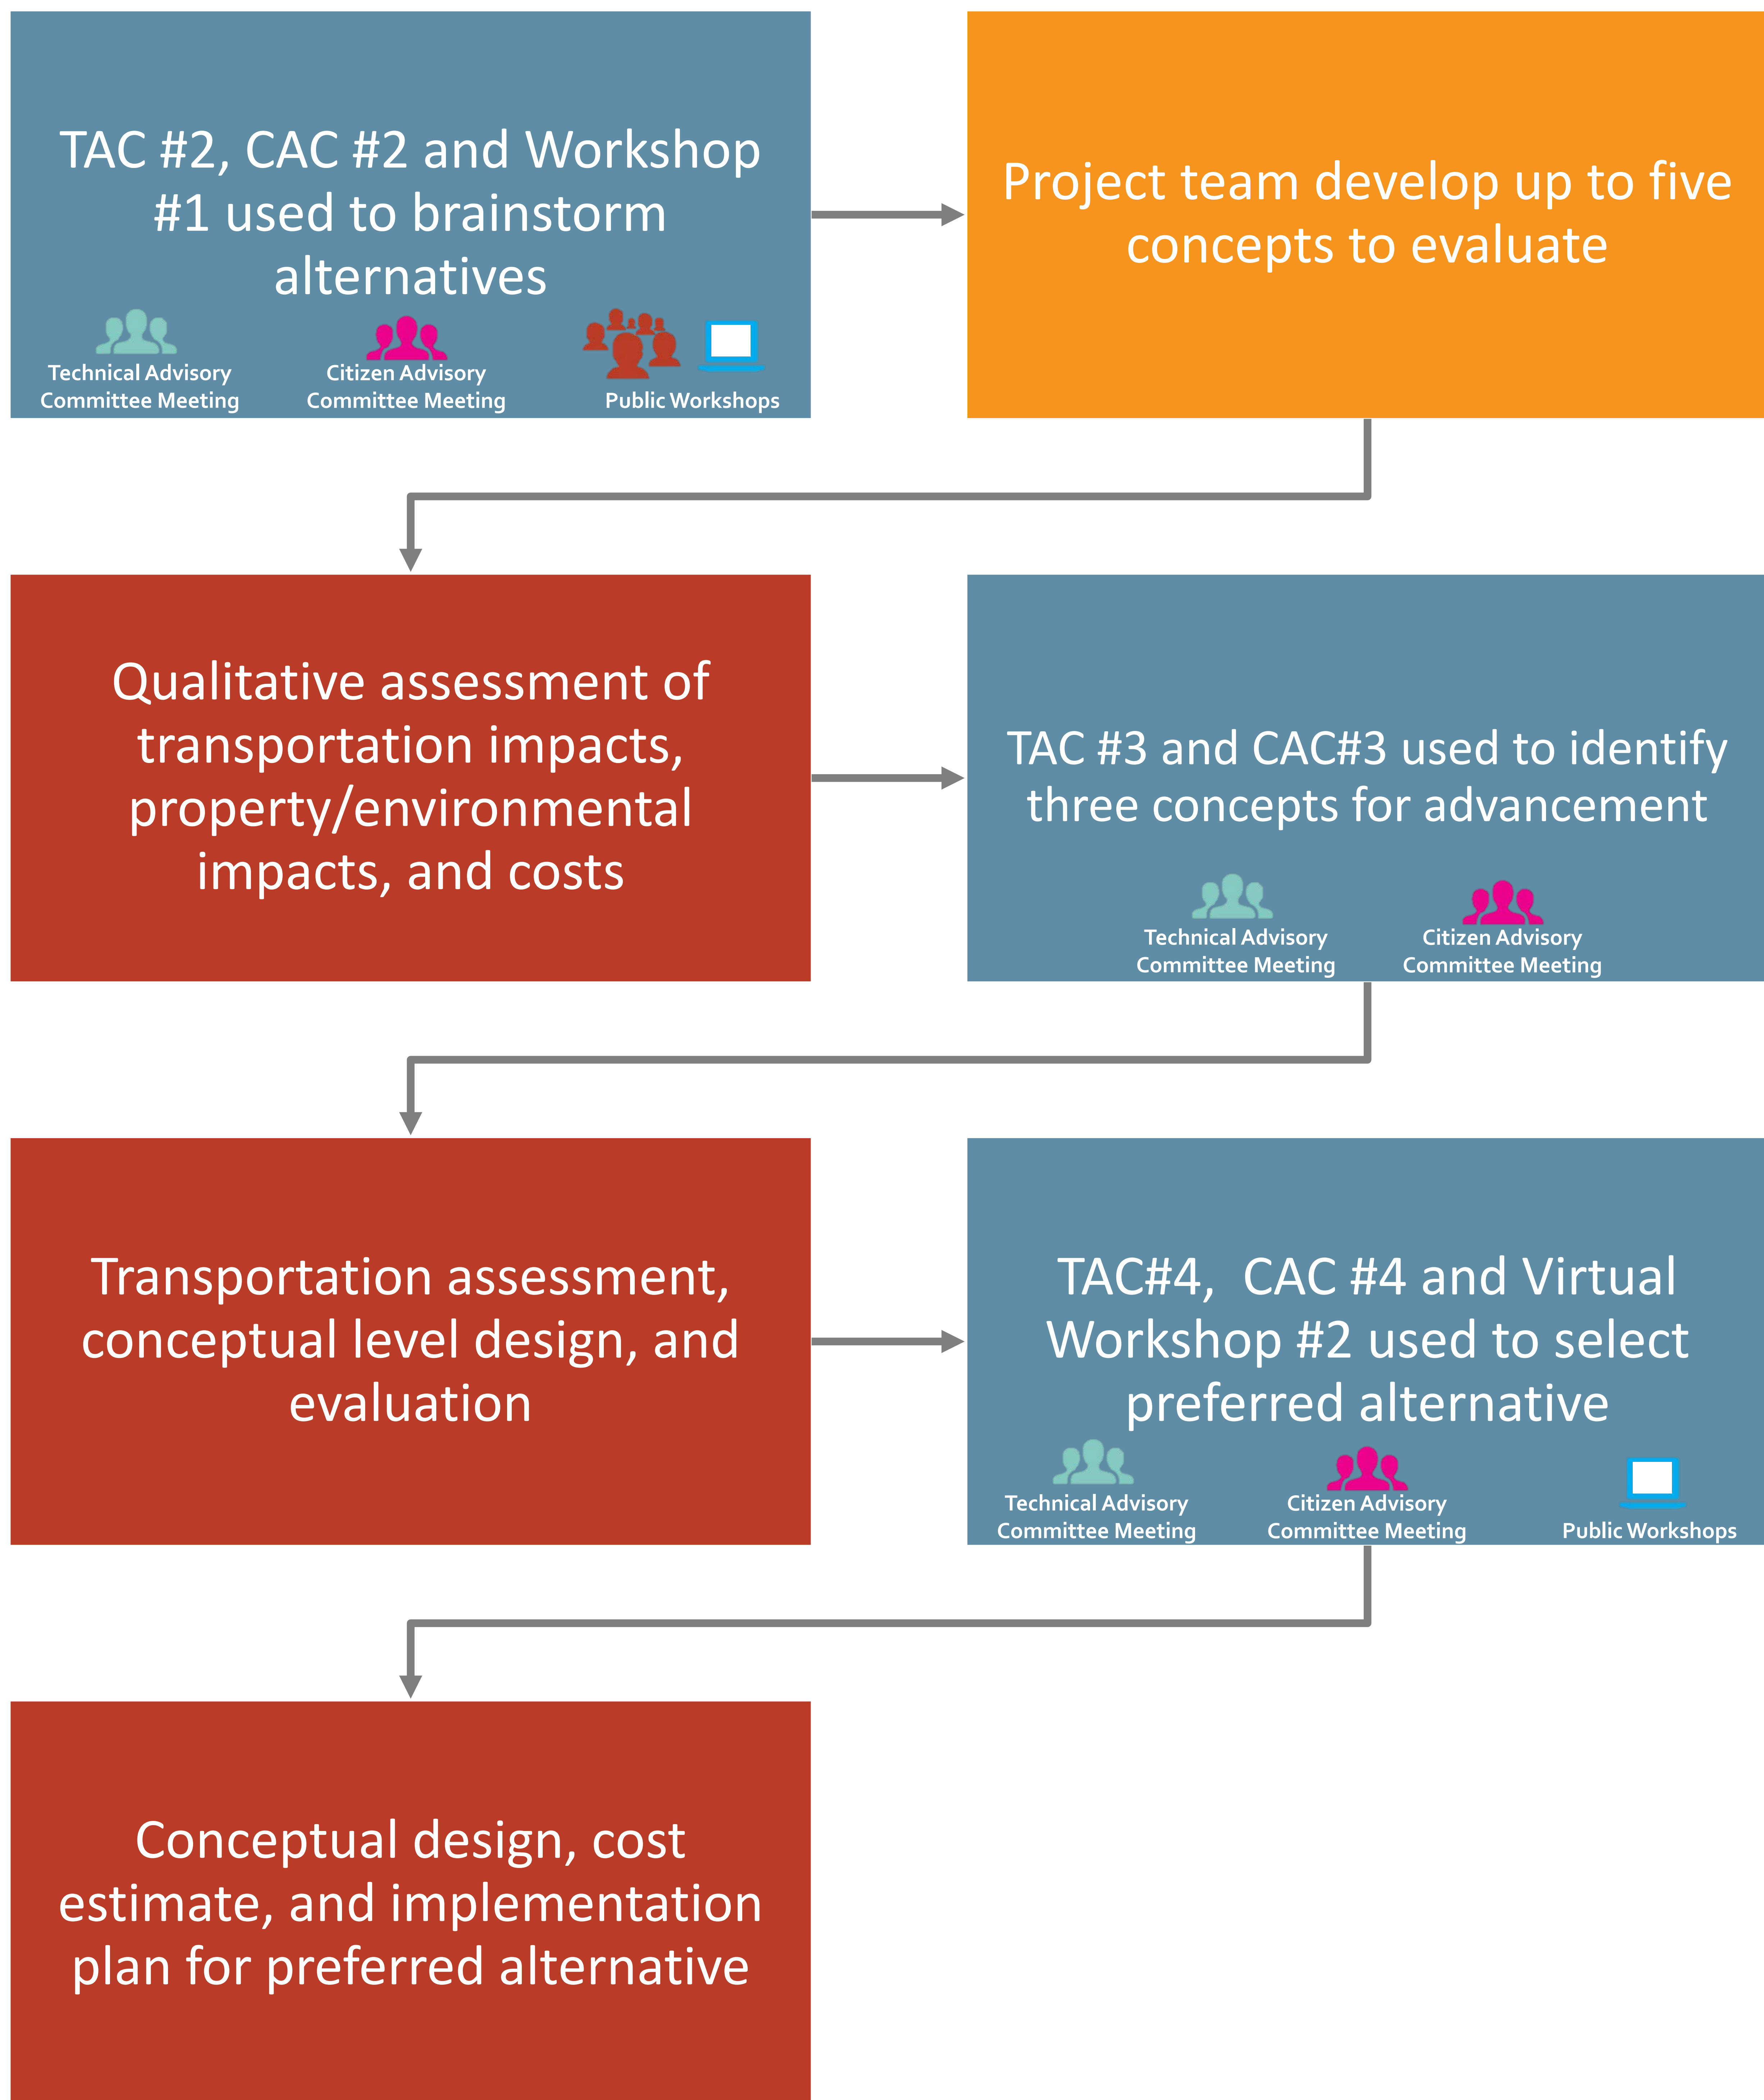 TAC #2, CAC #2 and Workshop
#1 used to brainstorm
alternatives
Technical Advisory
Committee Meeting
Citizen Advisory
Committee Meeting
Public Workshops
Project team develop up to five
concepts to evaluate
Qualitative assessment of
transportation impacts,
property/environmental
impacts, and costs
TAC #3 and CAC#3 used to identify
three concepts for advancement
Technical Advisory
Committee Meeting
Citizen Advisory
Committee Meeting
Transportation assessment,
conceptual level design, and
evaluation
TAC#4,  CAC #4 and Virtual
Workshop #2 used to select
preferred alternative
Technical Advisory
Committee Meeting
Citizen Advisory
Committee Meeting
Public Workshops
Conceptual design, cost
estimate, and implementation
plan for preferred alternative